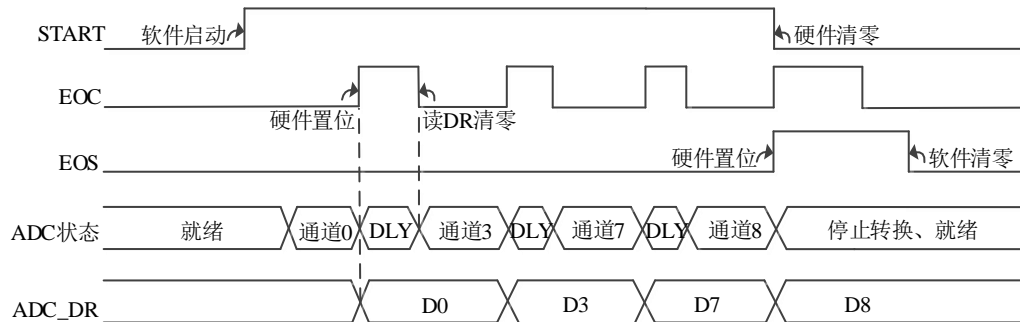 START 软件启动 硬件清零
EOC
硬件置位 读DR清零
EOS 硬件置位 软件清零
ADC状态 就绪 通道0 DLY 通道3 DLY 通道7 DLY 通道8 停止转换、就绪
ADC_DR D0 D3 D7 D8